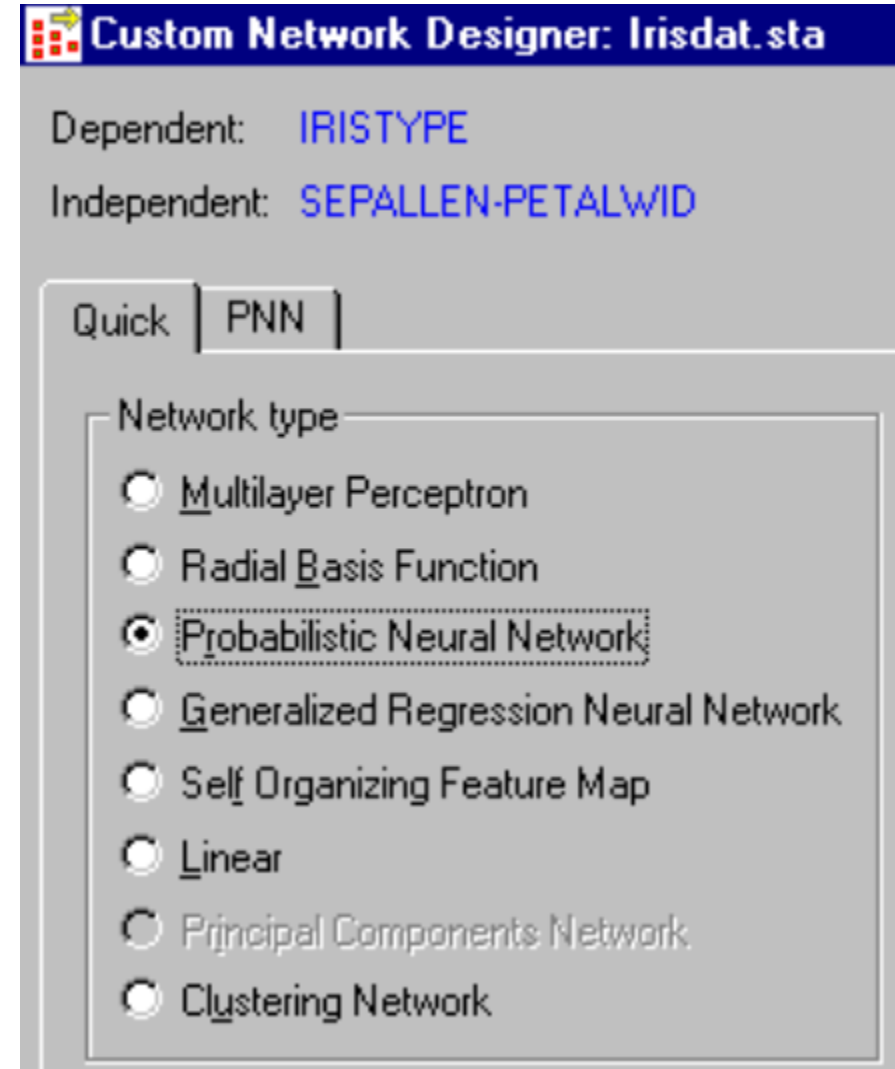 Custom Network Designer: Irisdat.sta
Dependent: IRISTYPE
Independent: SEPALLEN-PETALWID
Quick PNN
Network type
Multilayer Perceptron
Radial Basis Function
Probabilistic Neural Network
Generalized Regression Neural Network
Self Organizing Feature Map
Linear
Principal Components Network
Clustering Network